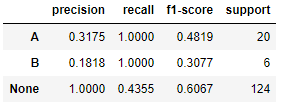 precision recall f1-score support
A 0.3175 1.0000 0.4819 20
B 0.1818 1.0000 0.3077 6
None 1.0000 0.4355 0.6067 124